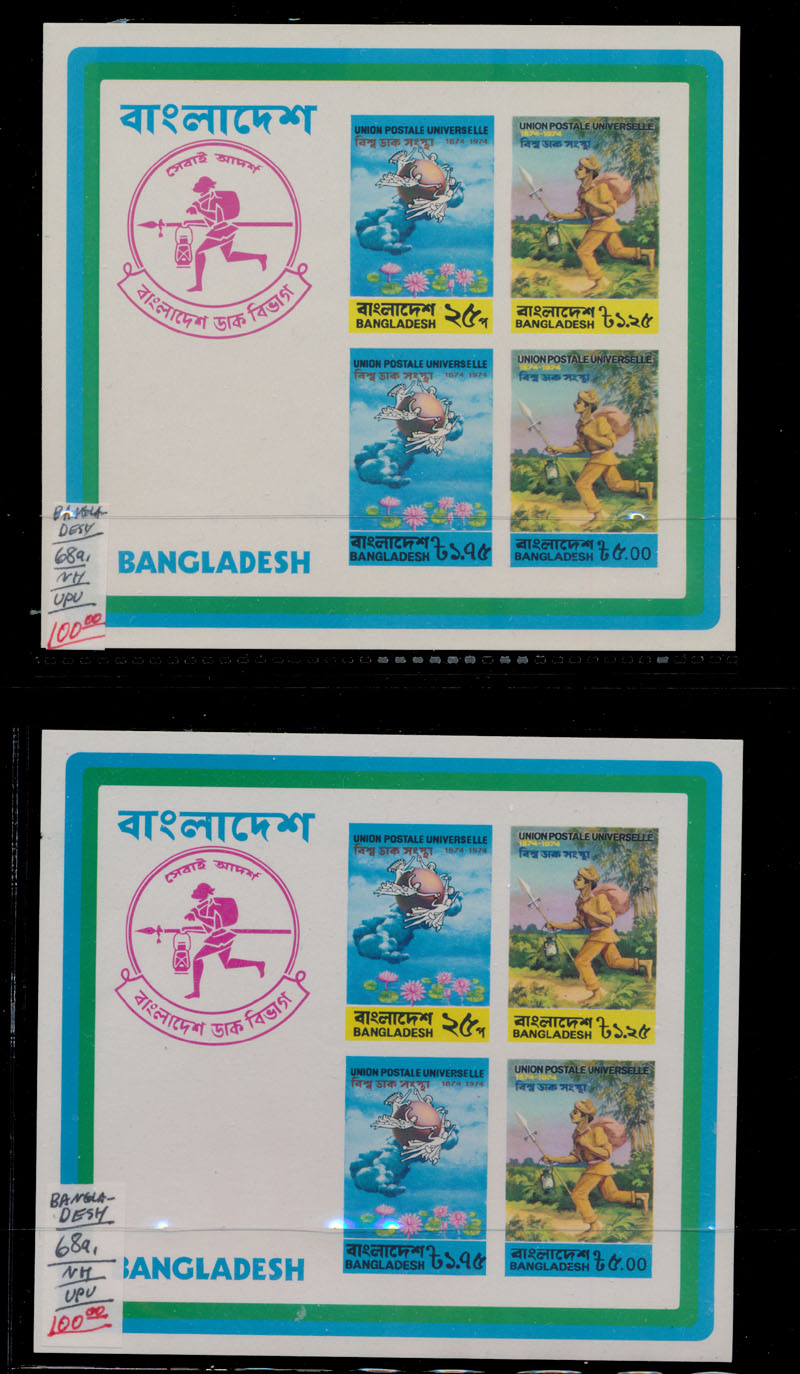 বাংলাদেশ
সেবাই আদর্শ
বাংলাদেশ ডাক বিভাগ
UNION POSTALE UNIVERSELLE
বিশ্ব ডাক সংস্থা 1874-1974
বাংলাদেশ ২৫প
BANGLADESH
UNION POSTALE UNIVERSELLE
1874-1974
বিশ্ব ডাক সংস্থা
বাংলাদেশ ৳১.২৫
BANGLADESH
UNION POSTALE UNIVERSELLE
বিশ্ব ডাক সংস্থা 1874-1974
বাংলাদেশ ৳১.৭৫
BANGLADESH
UNION POSTALE UNIVERSELLE
1874-1974
বিশ্ব ডাক সংস্থা
বাংলাদেশ ৳৫.00
BANGLADESH
BANGLADESH
BANGLA-
DESH
68a,
NH
UPU
100.00
বাংলাদেশ
সেবাই আদর্শ
বাংলাদেশ ডাক বিভাগ
UNION POSTALE UNIVERSELLE
বিশ্ব ডাক সংস্থা 1874-1974
বাংলাদেশ ২৫প
BANGLADESH
UNION POSTALE UNIVERSELLE
1874-1974
বিশ্ব ডাক সংস্থা
বাংলাদেশ ৳১.২৫
BANGLADESH
UNION POSTALE UNIVERSELLE
বিশ্ব ডাক সংস্থা 1874-1974
বাংলাদেশ ৳১.৭৫
BANGLADESH
UNION POSTALE UNIVERSELLE
1874-1974
বিশ্ব ডাক সংস্থা
বাংলাদেশ ৳৫.00
BANGLADESH
BANGLADESH
BANGLA-
DESH
68a,
NH
UPU
100.00